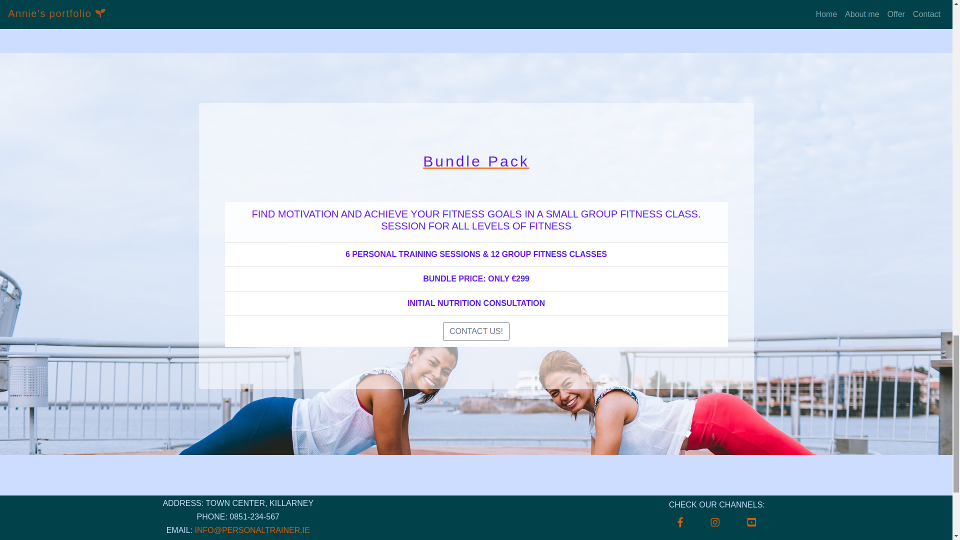 Annie's portfolio
Home About me Offer Contact
Bundle Pack
FIND MOTIVATION AND ACHIEVE YOUR FITNESS GOALS IN A SMALL GROUP FITNESS CLASS.
SESSION FOR ALL LEVELS OF FITNESS
6 PERSONAL TRAINING SESSIONS & 12 GROUP FITNESS CLASSES
BUNDLE PRICE: ONLY €299
INITIAL NUTRITION CONSULTATION
CONTACT US!
ADDRESS: TOWN CENTER, KILLARNEY
PHONE: 0851-234-567
EMAIL: INFO@PERSONALTRAINER.IE
CHECK OUR CHANNELS: